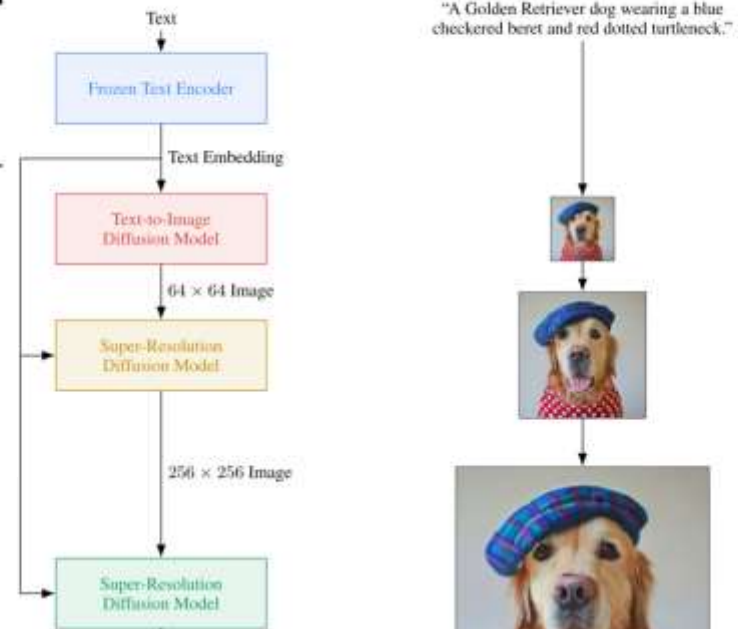 Text
Frozen Text Encoder
Text Embedding
Text-to-Image
Diffusion Model
64 × 64 Image
Super-Resolution
Diffusion Model
256 × 256 Image
Super-Resolution
Diffusion Model
“A Golden Retriever dog wearing a blue
checkered beret and red dotted turtleneck.”